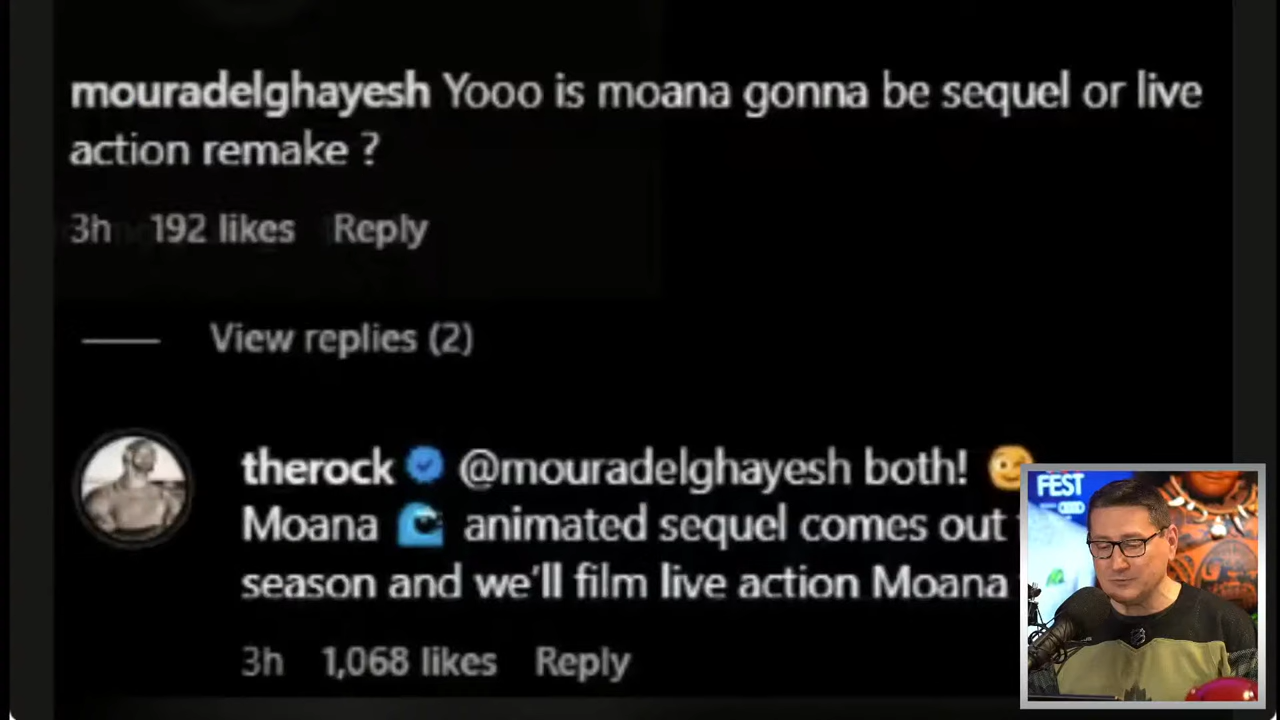 mouradelghayesh Yooo is moana gonna be sequel or live
action remake ?
3h 192 likes Reply
View replies (2)
therock @mouradelghayesh both!
Moana 🌊 animated sequel comes out
season and we'll film live action Moana
3h 1,068 likes Reply
FEST